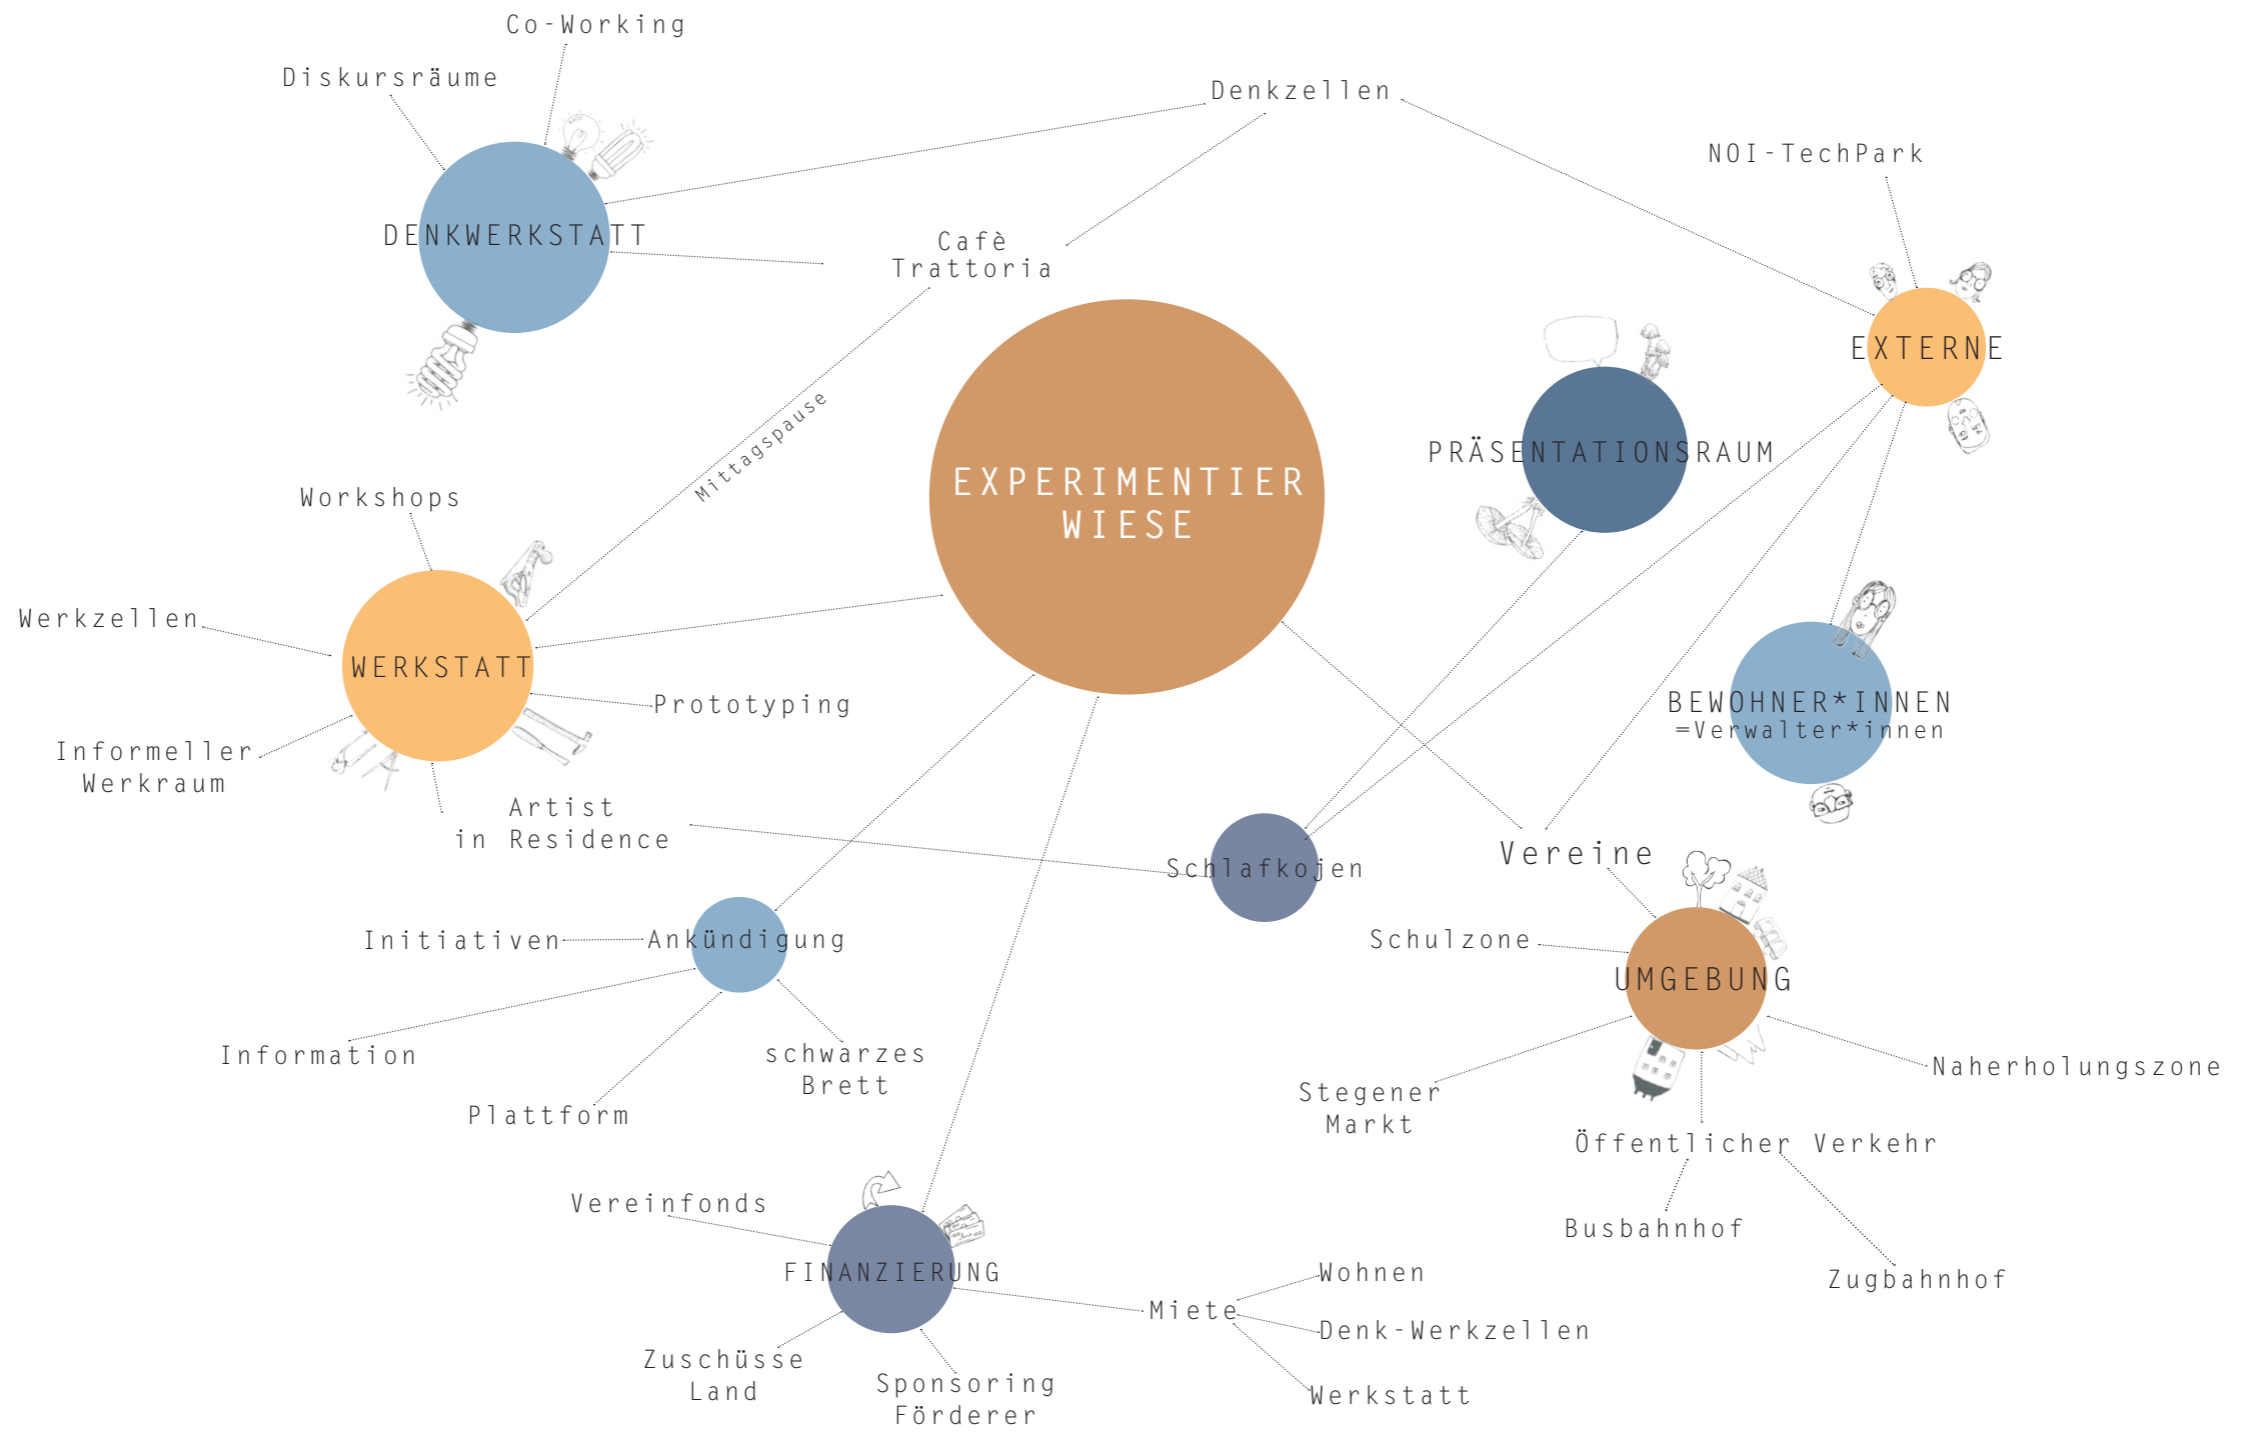 Co-Working
Diskursräume
Denkzellen
NOI-TechPark
DENKWERKSTATT
Cafè
Trattoria
EXTERNE
Mittagspause
PRÄSENTATIONSRAUM
EXPERIMENTIER
WIESE
Workshops
Werkzellen
WERKSTATT
Prototyping
BEWOHNER*INNEN
=Verwalter*innen
Informeller
Werkraum
Artist
in Residence
Schlafkojen
Vereine
Initiativen
Ankündigung
Schulzone
UMGEBUNG
Information
schwarzes
Brett
Plattform
Stegener
Markt
Naherholungszone
Öffentlicher Verkehr
Busbahnhof
Zugbahnhof
Vereinfonds
FINANZIERUNG
Wohnen
Miete
Denk-Werkzellen
Werkstatt
Zuschüsse
Land
Sponsoring
Förderer